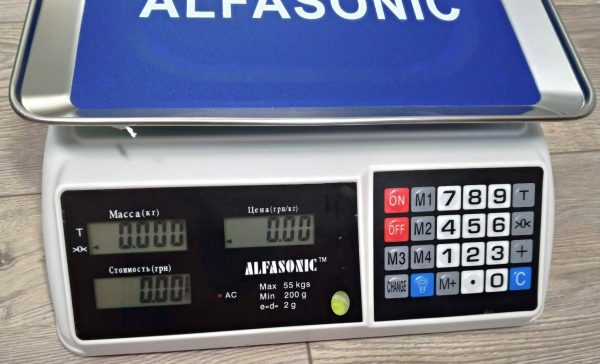 ALFASONIC
Масса(кг)
Цена(грн/кг)
T
>0<
0.000
0.00
Стоимость(грн)
0.00
AC
ALFASONIC™
Max 55 kgs
Min 200 g
e=d= 2 g
ON M1 7 8 9 T
OFF M2 4 5 6 >0<
M3 M4 1 2 3 +
CHANGE M+ • 0 C